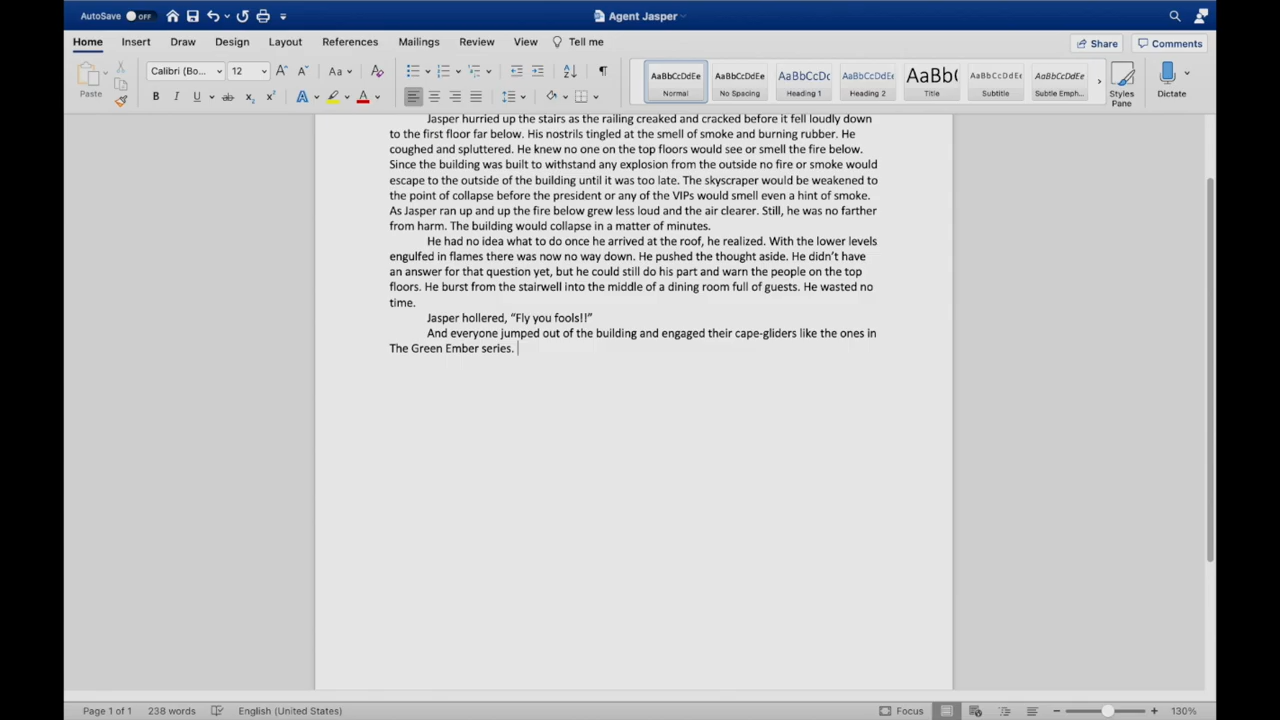 AutoSave OFF
Agent Jasper
Home Insert Draw Design Layout References Mailings Review View Tell me
Share Comments
Paste
Calibri (Bo... 12
AaBbCcDdEe AaBbCcDdEe AaBbCcDc AaBbCcDdEe AaBb( AaBbCcDdEe AaBbCcDdEe
Normal No Spacing Heading 1 Heading 2 Title Subtitle Subtle Emph...
Styles Pane
Dictate
Jasper hurried up the stairs as the railing creaked and cracked before it fell loudly down
to the first floor far below. His nostrils tingled at the smell of smoke and burning rubber. He
coughed and spluttered. He knew no one on the top floors would see or smell the fire below.
Since the building was built to withstand any explosion from the outside no fire or smoke would
escape to the outside of the building until it was too late. The skyscraper would be weakened to
the point of collapse before the president or any of the VIPs would smell even a hint of smoke.
As Jasper ran up and up the fire below grew less loud and the air clearer. Still, he was no farther
from harm. The building would collapse in a matter of minutes.
He had no idea what to do once he arrived at the roof, he realized. With the lower levels
engulfed in flames there was now no way down. He pushed the thought aside. He didn’t have
an answer for that question yet, but he could still do his part and warn the people on the top
floors. He burst from the stairwell into the middle of a dining room full of guests. He wasted no
time.
Jasper hollered, “Fly you fools!!”
And everyone jumped out of the building and engaged their cape-gliders like the ones in
The Green Ember series.
Page 1 of 1 238 words English (United States) Focus 130%